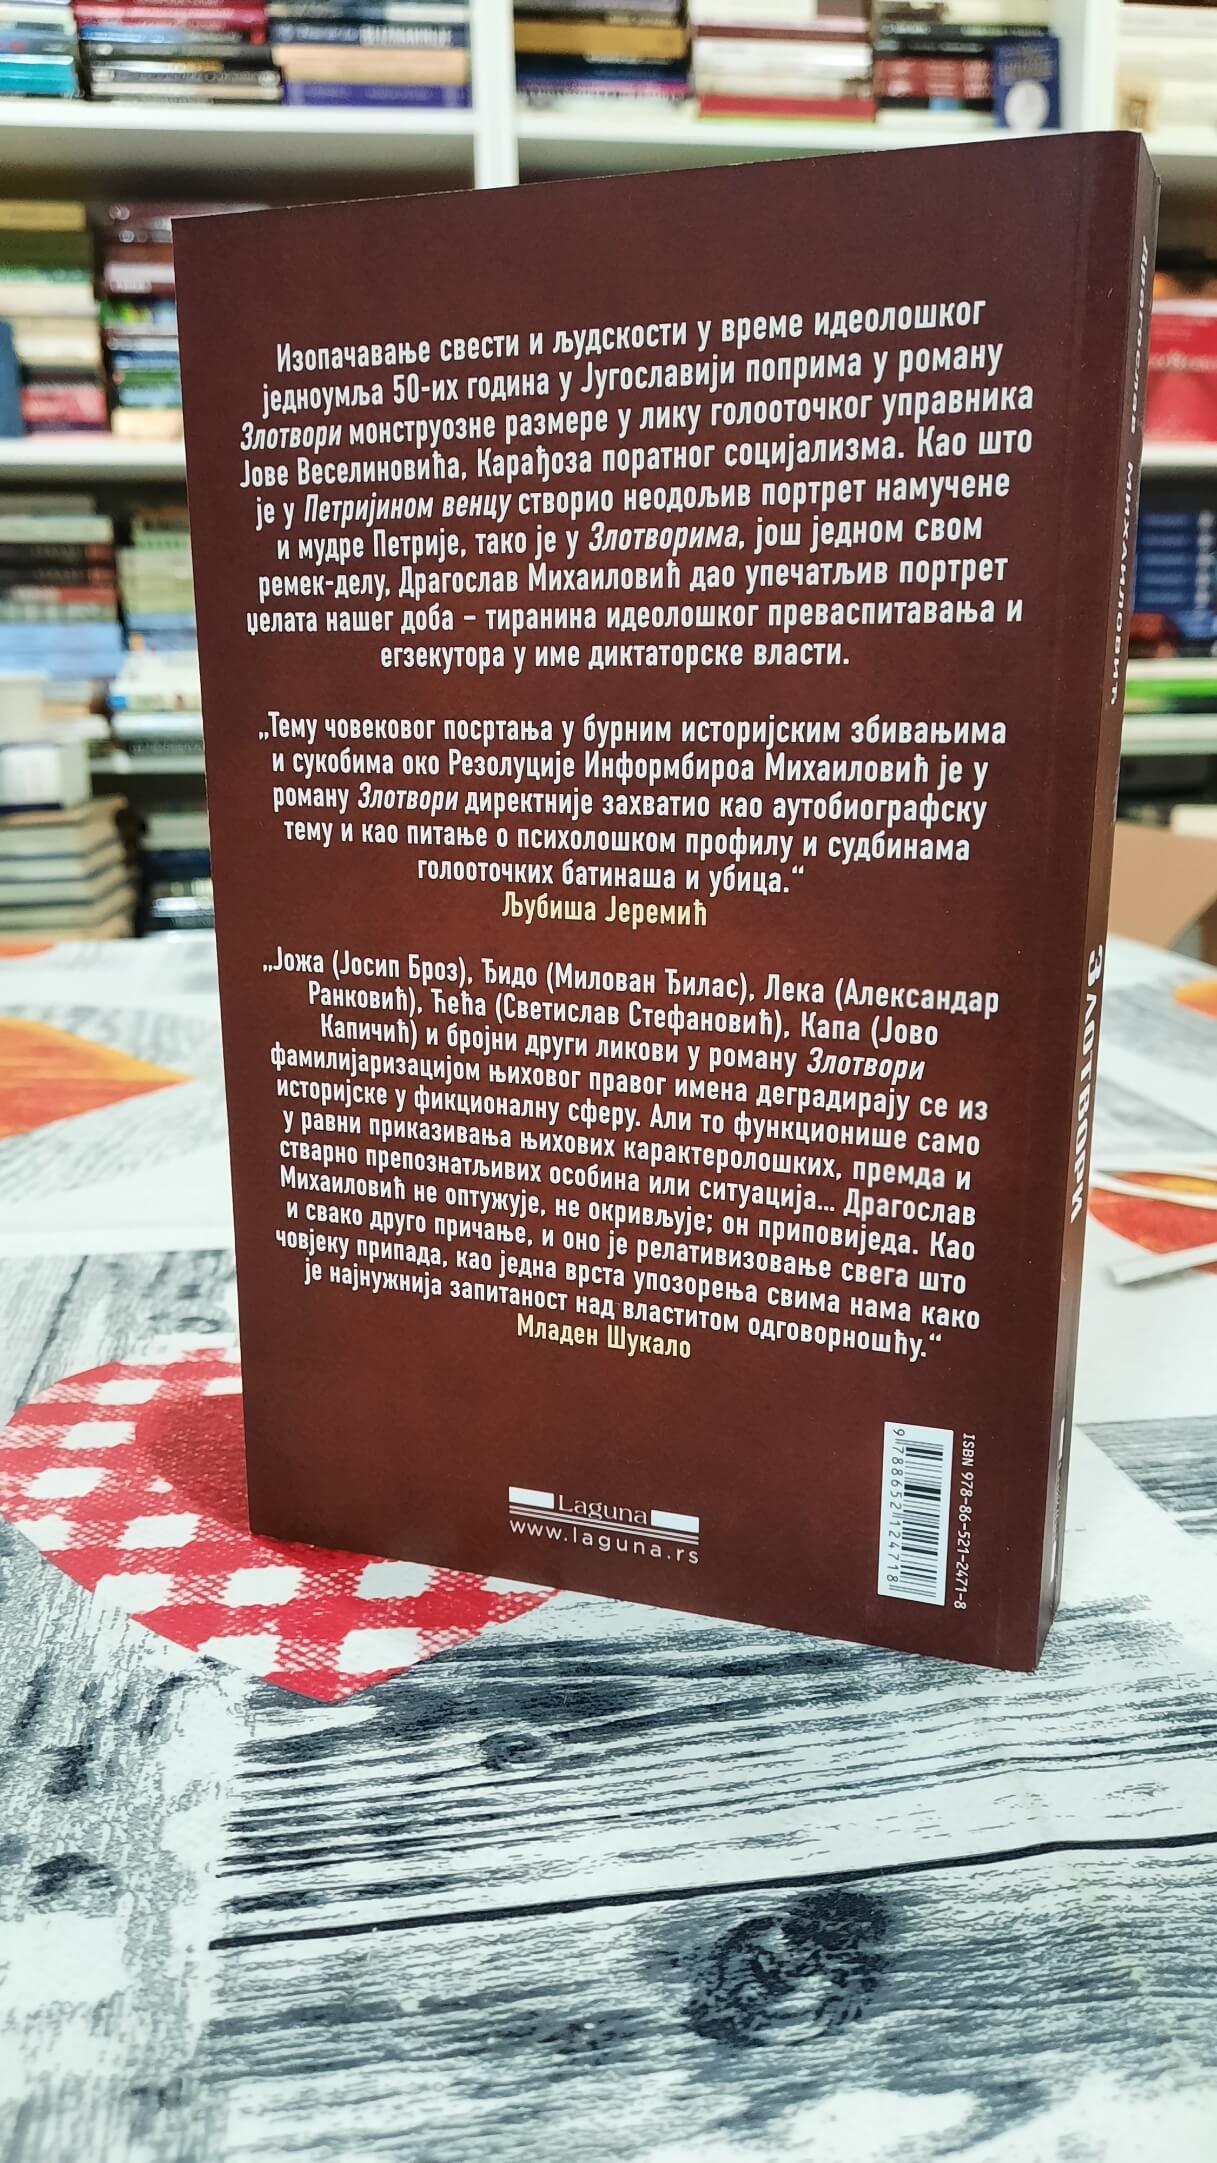 Изопачавање свести и људскости у време идеолошког
једноумља 50-их година у Југославији поприма у роману
Злотвори монструозне размере у лику голооточког управника
Јове Веселиновића, Карађоза поратног социјализма. Као што
је у Петријином венцу створио неодољив портрет намучене
и мудре Петрије, тако је у Злотворима, још једном свом
ремек-делу, Драгослав Михаиловић дао упечатљив портрет
џелата нашег доба – тиранина идеолошког преваспитавања и
егзекутора у име диктаторске власти.
„Тему човековог посртања у бурним историјским збивањима
и сукобима око Резолуције Информбироа Михаиловић је у
роману Злотвори директније захватио као аутобиографску
тему и као питање о психолошком профилу и судбинама
голооточких батинаша и убица.“
Љубиша Јеремић
„Јожа (Јосип Броз), Ђидо (Милован Ђилас), Лека (Александар
Ранковић), Ћећа (Светислав Стефановић), Капа (Јово
Капичић) и бројни други ликови у роману Злотвори
фамилијаризацијом њиховог правог имена деградирају се из
историјске у фикционалну сферу. Али то функционише само
у равни приказивања њихових карактеролошких, премда и
стварно препознатљивих особина или ситуација... Драгослав
Михаиловић не оптужује, не окривљује; он приповиједа. Као
и свако друго причање, и оно је релативизовање свега што
човјеку припада, као једна врста упозорења свима нама како
је најнужнија запитаност над властитом одговорношћу.“
Младен Шукало
Laguna
www.laguna.rs
ISBN 978-86-521-2471-8
9788652124718
Драгослав Михаиловић
ЗЛОТВОРИ